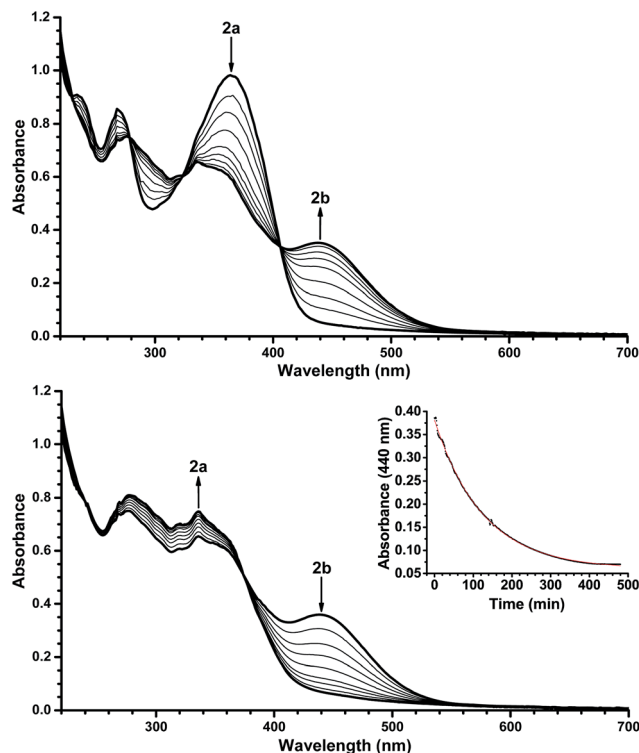 2a
1.2
1.0
0.8
0.6
0.4
0.2
0.0
2b
Absorbance
300 400 500 600 700
Wavelength (nm)
1.2
1.0
0.8
0.6
0.4
0.2
0.0
2a
2b
Absorbance
300 400 500 600 700
Wavelength (nm)
0.40
0.35
0.30
0.25
0.20
0.15
0.10
0.05
Absorbance (440 nm)
0 100 200 300 400 500
Time (min)